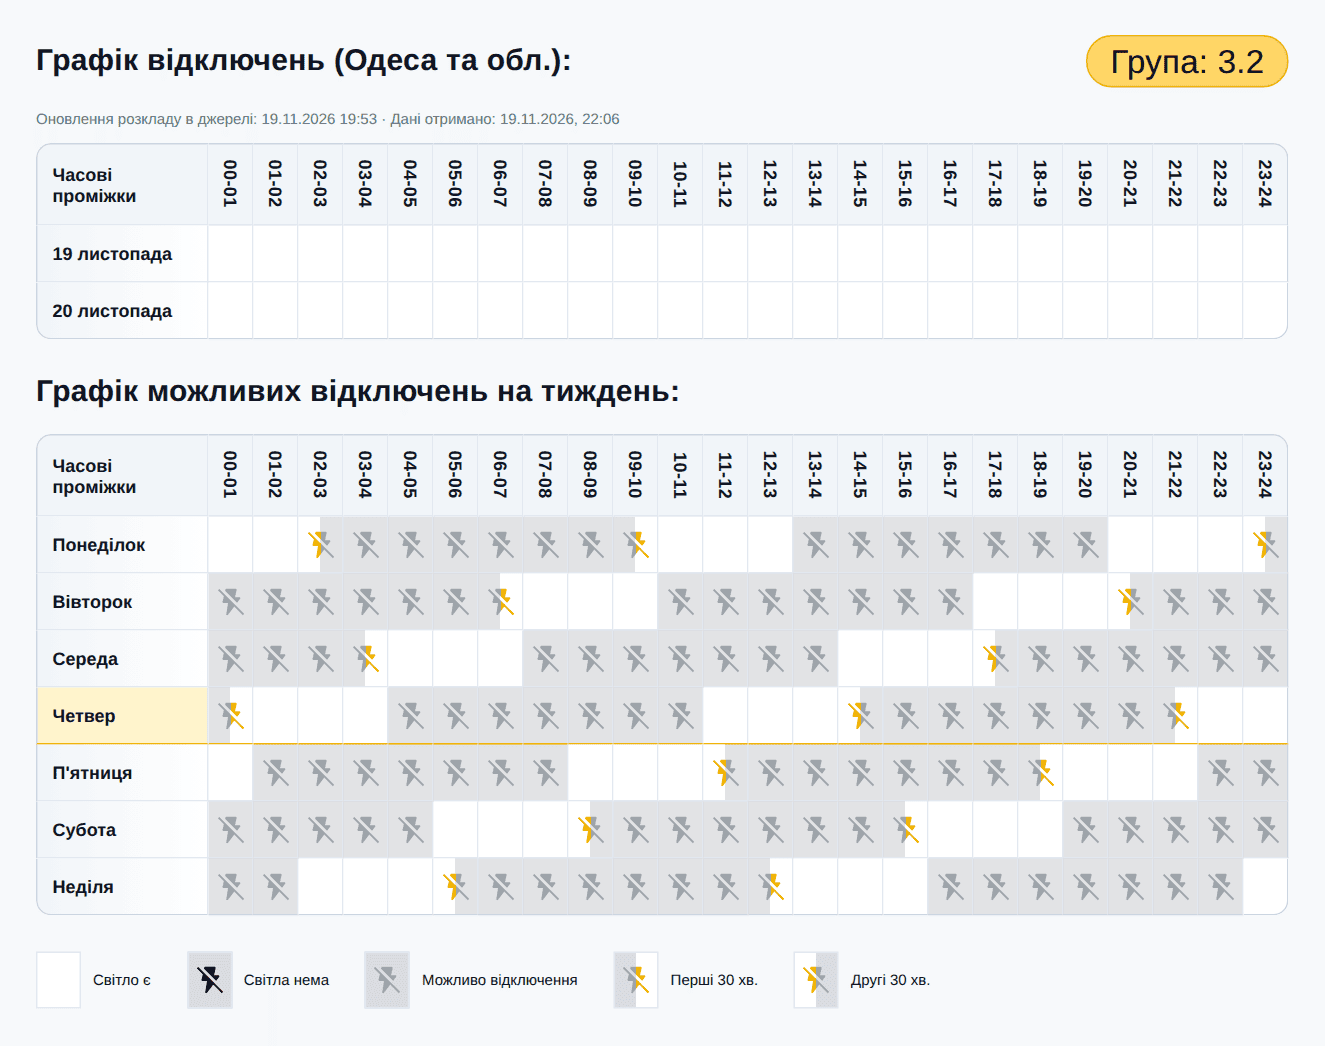 Графік відключень (Одеса та обл.):
Група: 3.2
Оновлення розкладу в джерелі: 19.11.2026 19:53 · Дані отримано: 19.11.2026, 22:06
Часові проміжки 00-01 01-02 02-03 03-04 04-05 05-06 06-07 07-08 08-09 09-10 10-11 11-12 12-13 13-14 14-15 15-16 16-17 17-18 18-19 19-20 20-21 21-22 22-23 23-24
19 листопада
20 листопада
Графік можливих відключень на тиждень:
Часові проміжки 00-01 01-02 02-03 03-04 04-05 05-06 06-07 07-08 08-09 09-10 10-11 11-12 12-13 13-14 14-15 15-16 16-17 17-18 18-19 19-20 20-21 21-22 22-23 23-24
Понеділок
Вівторок
Середа
Четвер
П'ятниця
Субота
Неділя
Світло є Світла нема Можливо відключення Перші 30 хв. Другі 30 хв.